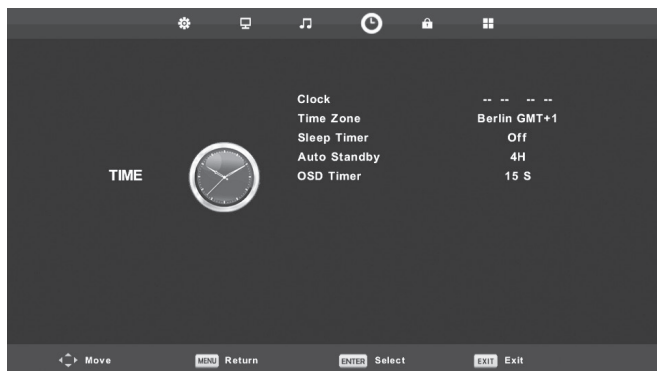 Clock -- -- -- --
Time Zone Berlin GMT+1
Sleep Timer Off
Auto Standby 4H
TIME
OSD Timer 15 S
Move MENU Return ENTER Select EXIT Exit